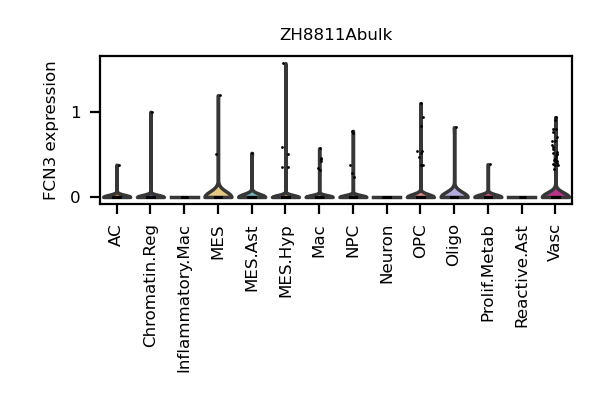 ZH8811Abulk
FCN3 expression
1
0
AC
Chromatin.Reg
Inflammatory.Mac
MES
MES.Ast
MES.Hyp
Mac
NPC
Neuron
OPC
Oligo
Prolif.Metab
Reactive.Ast
Vasc